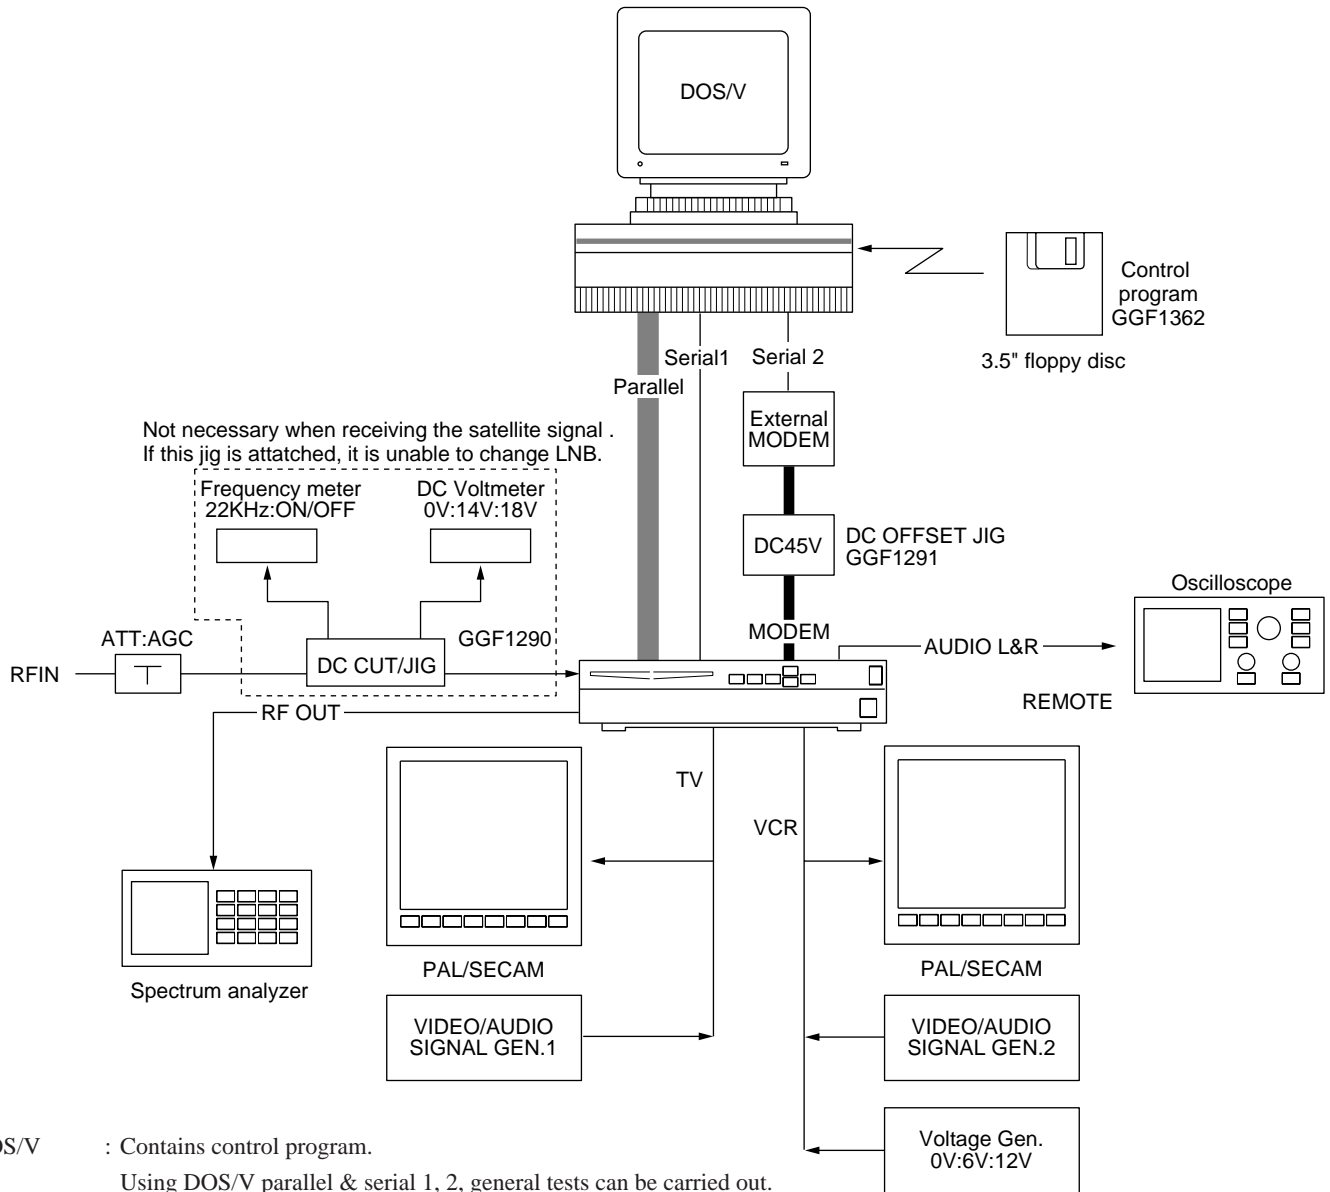 DOS/V
Control
program
GGF1362
3.5" floppy disc
Serial1
Serial 2
Parallel
External
MODEM
Not necessary when receiving the satellite signal .
If this jig is attatched, it is unable to change LNB.
Frequency meter
22KHz:ON/OFF
DC Voltmeter
0V:14V:18V
DC45V
DC OFFSET JIG
GGF1291
Oscilloscope
ATT:AGC
GGF1290
MODEM
AUDIO L&R
RFIN
DC CUT/JIG
REMOTE
RF OUT
TV
VCR
PAL/SECAM
PAL/SECAM
Spectrum analyzer
VIDEO/AUDIO
SIGNAL GEN.1
VIDEO/AUDIO
SIGNAL GEN.2
Voltage Gen.
0V:6V:12V
OS/V : Contains control program.
Using DOS/V parallel & serial 1, 2, general tests can be carried out.